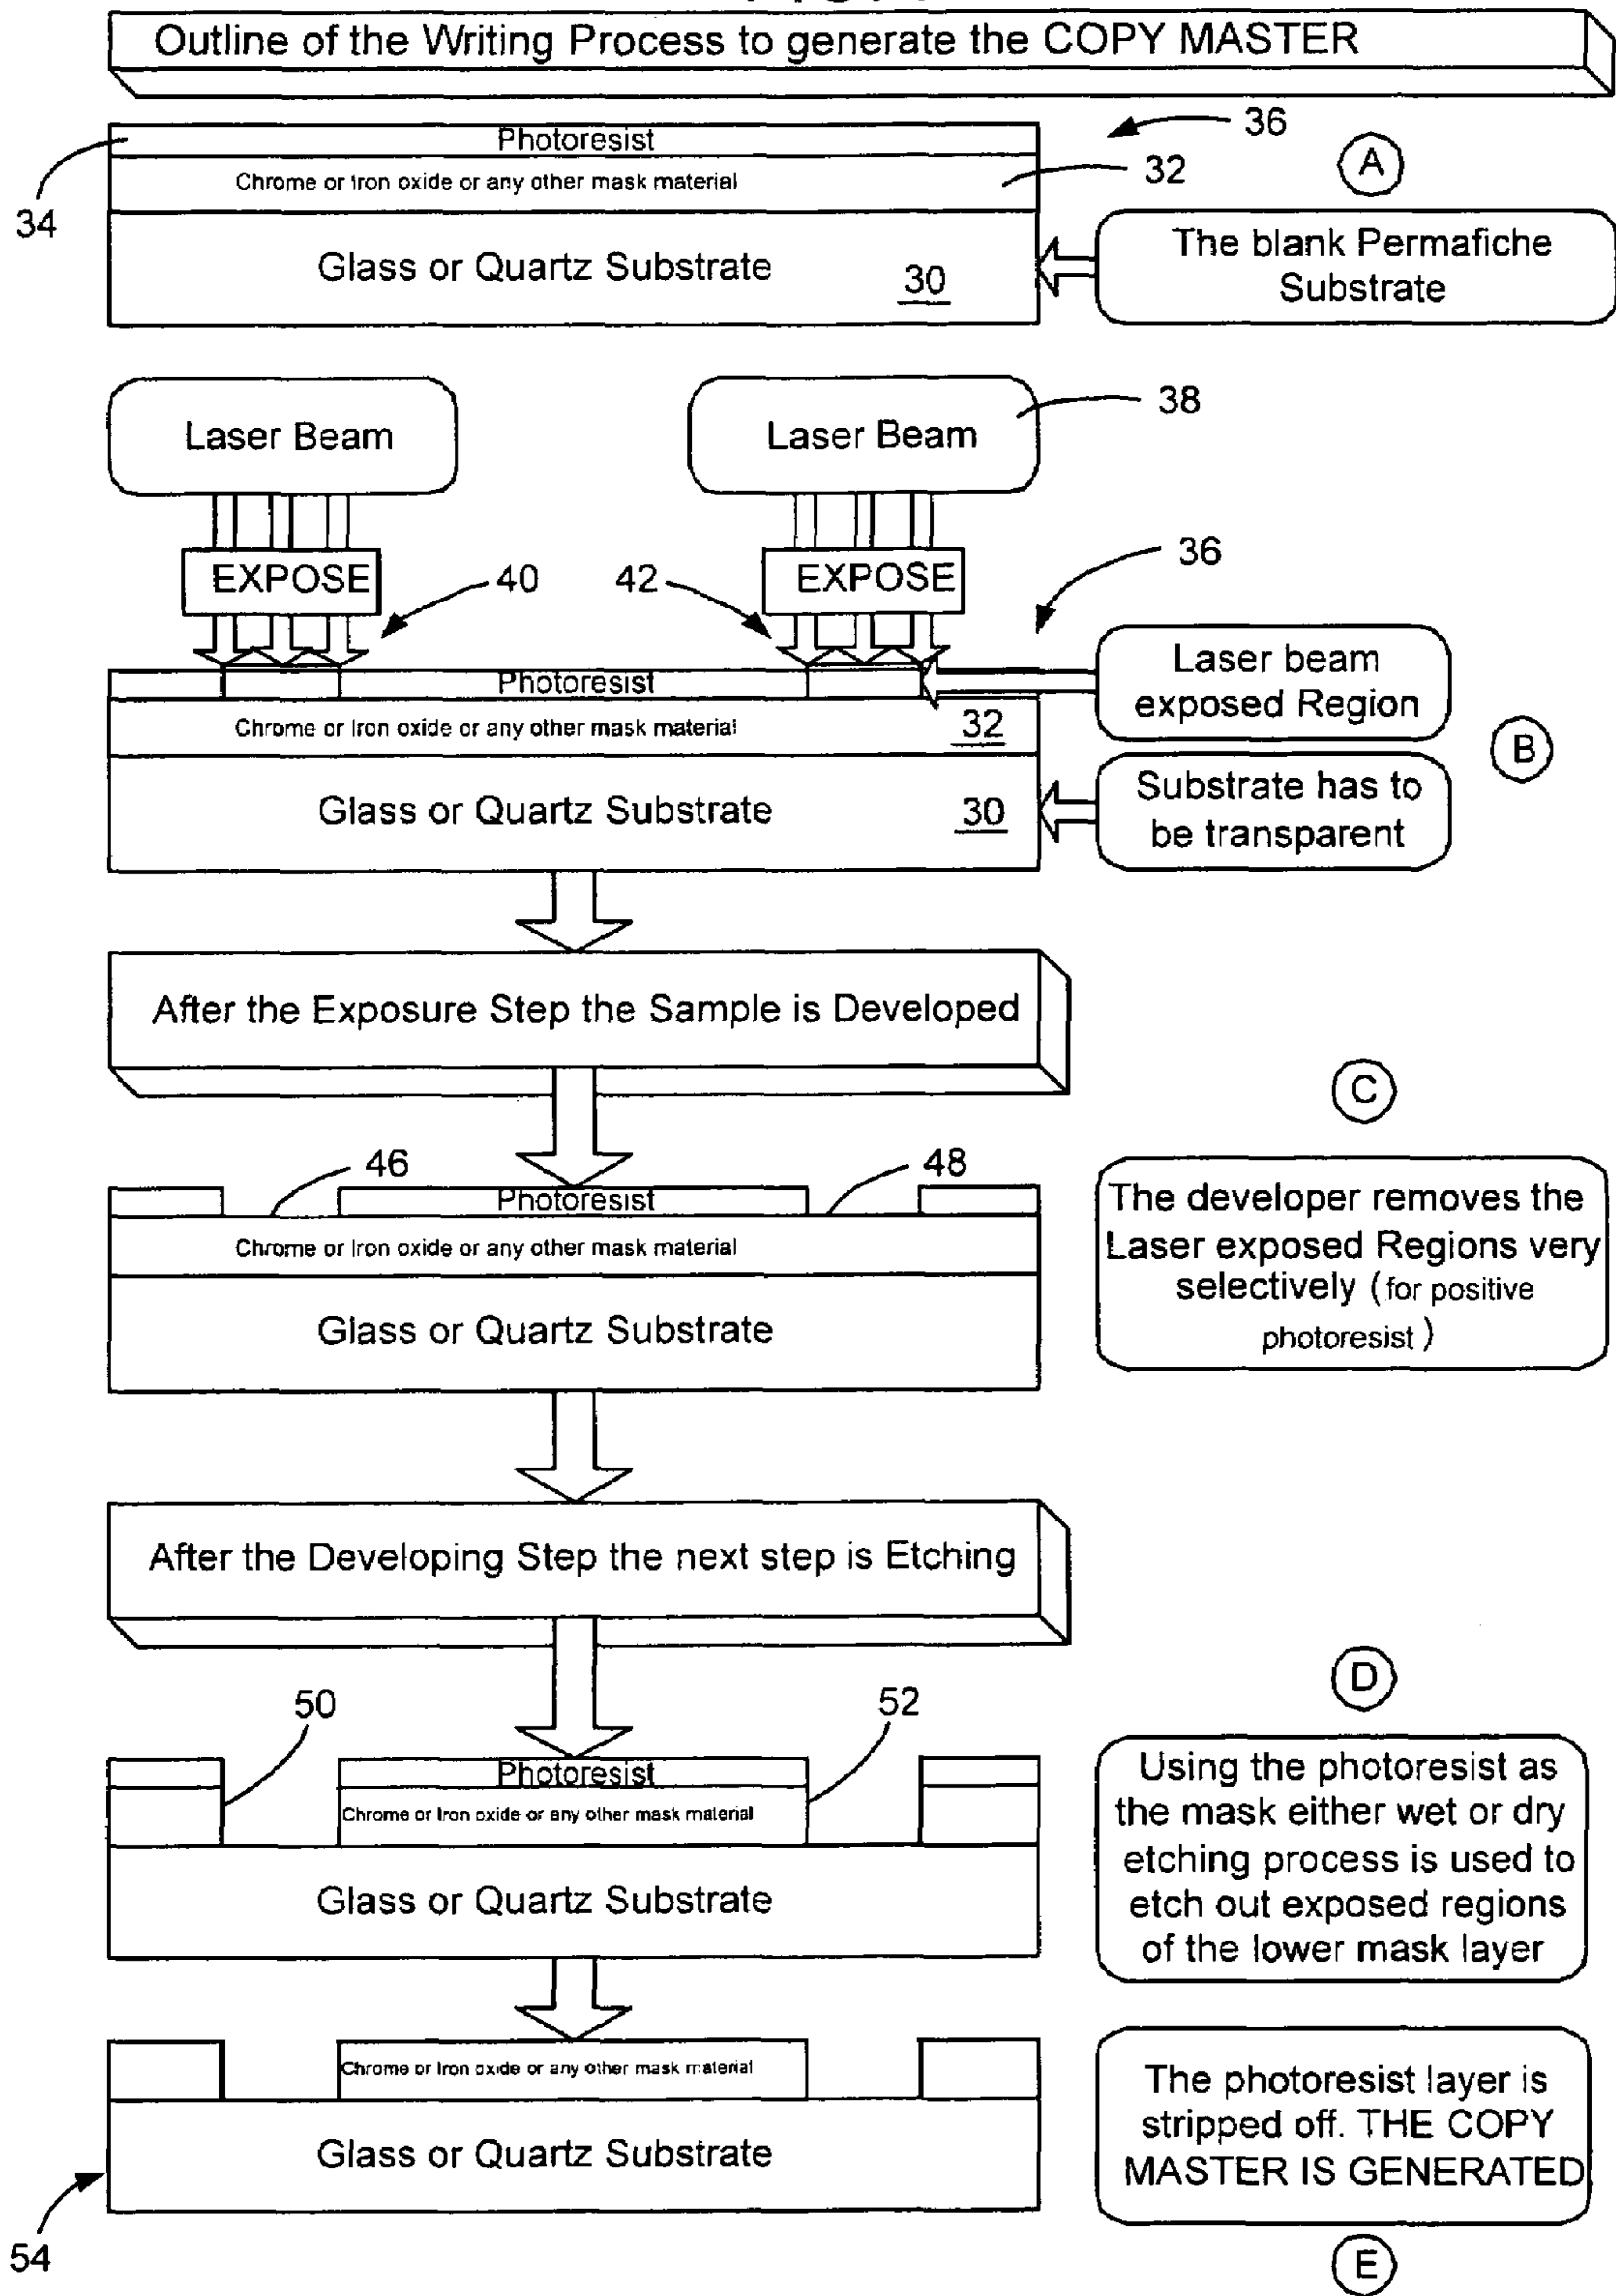 Outline of the Writing Process to generate the COPY MASTER
36
Photoresist
32
A
Chrome or Iron oxide or any other mask material
34
The blank Permafiche
Substrate
Glass or Quartz Substrate
30
38
Laser Beam
Laser Beam
36
EXPOSE
40
42
EXPOSE
Laser beam
exposed Region
Photoresist
Chrome or Iron oxide or any other mask material
32
B
Substrate has to
be transparent
Glass or Quartz Substrate
30
After the Exposure Step the Sample is Developed
C
46
48
Photoresist
The developer removes the
Laser exposed Regions very
selectively (for positive
photoresist )
Chrome or Iron oxide or any other mask material
Glass or Quartz Substrate
After the Developing Step the next step is Etching
D
50
52
Photoresist
Chrome or Iron oxide or any other mask material
Using the photoresist as
the mask either wet or dry
etching process is used to
etch out exposed regions
of the lower mask layer
Glass or Quartz Substrate
Chrome or Iron oxide or any other mask material
The photoresist layer is
stripped off. THE COPY
MASTER IS GENERATED
Glass or Quartz Substrate
54
E